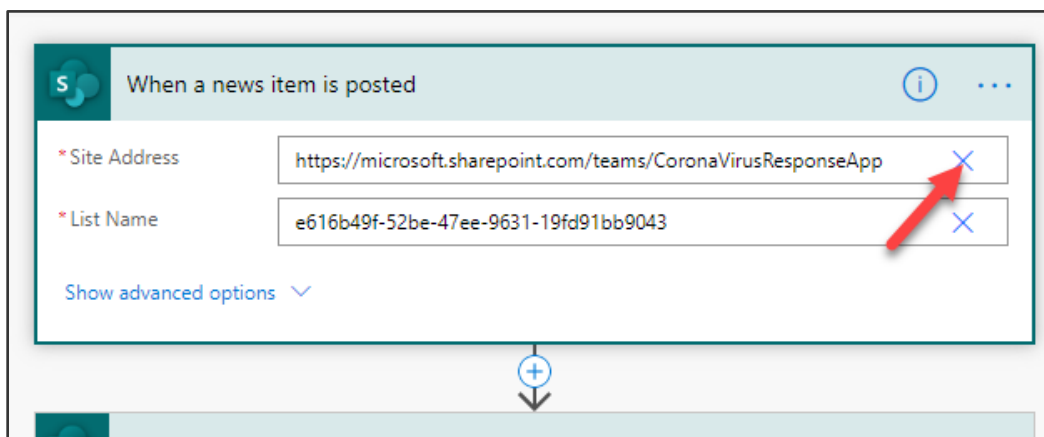 S
When a news item is posted
* Site Address
https://microsoft.sharepoint.com/teams/CoronaVirusResponseApp
* List Name
e616b49f-52be-47ee-9631-19fd91bb9043
Show advanced options